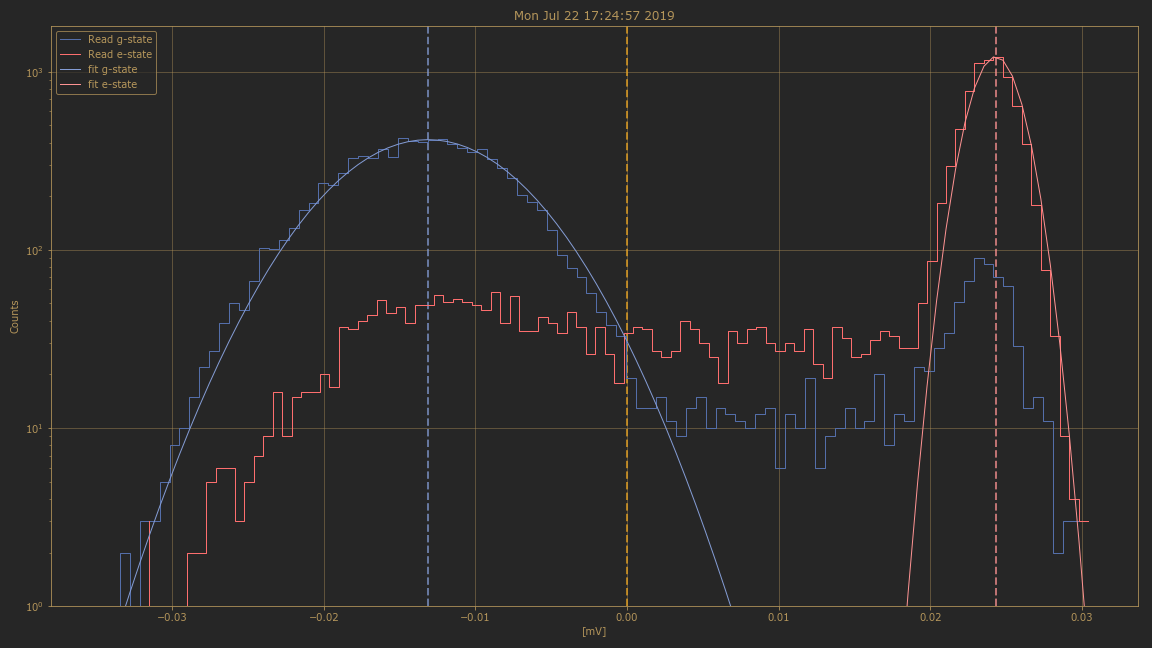 Mon Jul 22 17:24:57 2019
Read g-state
Read e-state
fit g-state
fit e-state
Counts
10³
10²
10¹
10⁰
−0.03 −0.02 −0.01 0.00 0.01 0.02 0.03
[mV]